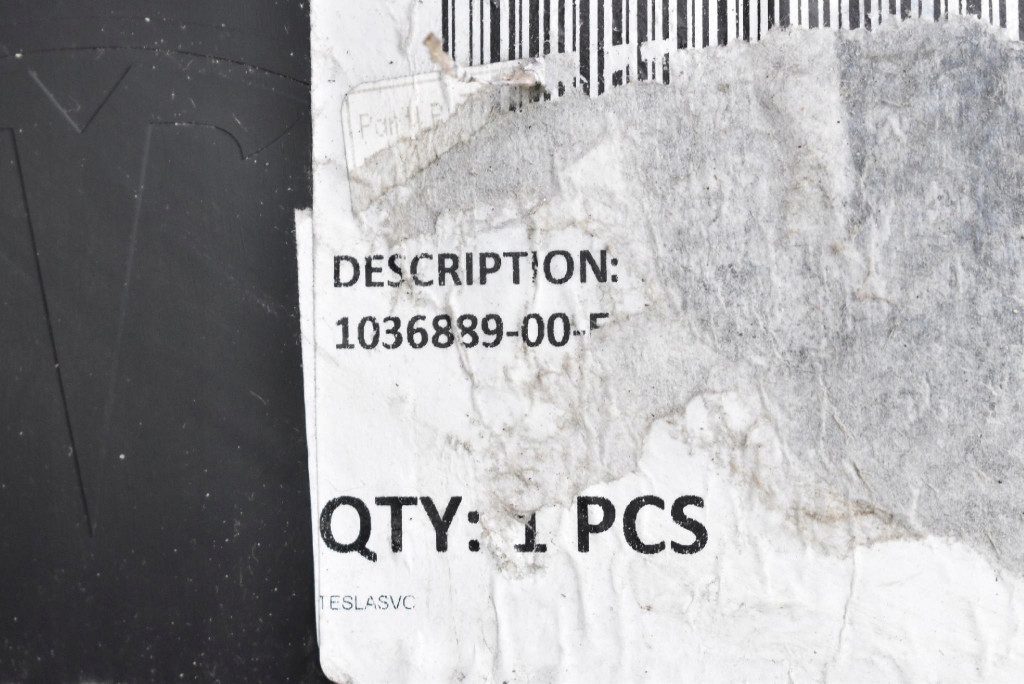 DESCRIPTION:
1036889-00-
QTY: 1 PCS
TESLASVC